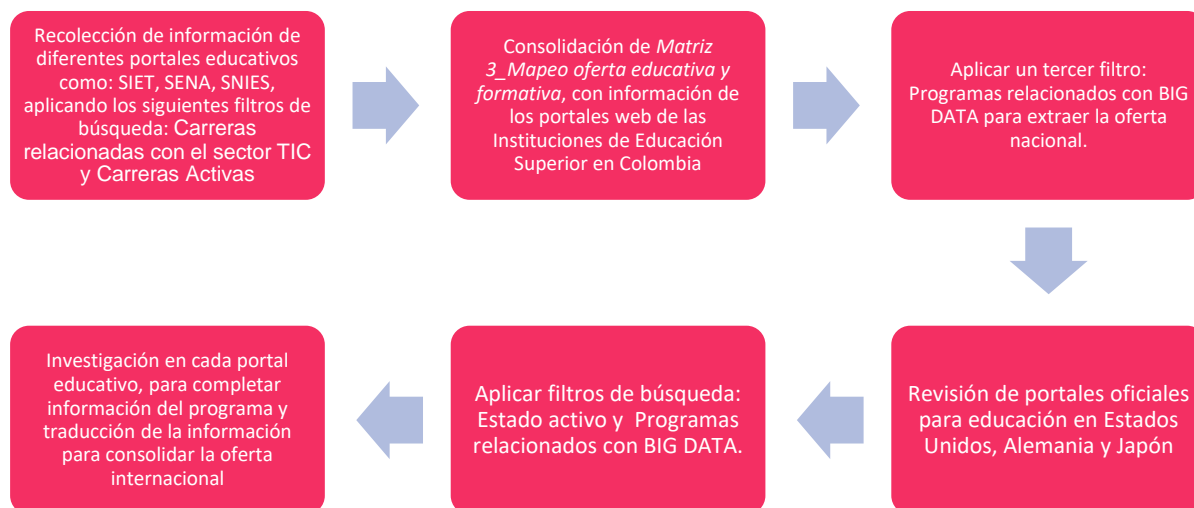 Recolección de información de
diferentes portales educativos
como: SIET, SENA, SNIES,
aplicando los siguientes filtros de
búsqueda: Carreras
relacionadas con el sector TIC
y Carreras Activas
Consolidación de Matriz
3_Mapeo oferta educativa y
formativa, con información de
los portales web de las
Instituciones de Educación
Superior en Colombia
Aplicar un tercer filtro:
Programas relacionados con BIG
DATA para extraer la oferta
nacional.
Revisión de portales oficiales
para educación en Estados
Unidos, Alemania y Japón
Aplicar filtros de búsqueda:
Estado activo y Programas
relacionados con BIG DATA.
Investigación en cada portal
educativo, para completar
información del programa y
traducción de la información
para consolidar la oferta
internacional